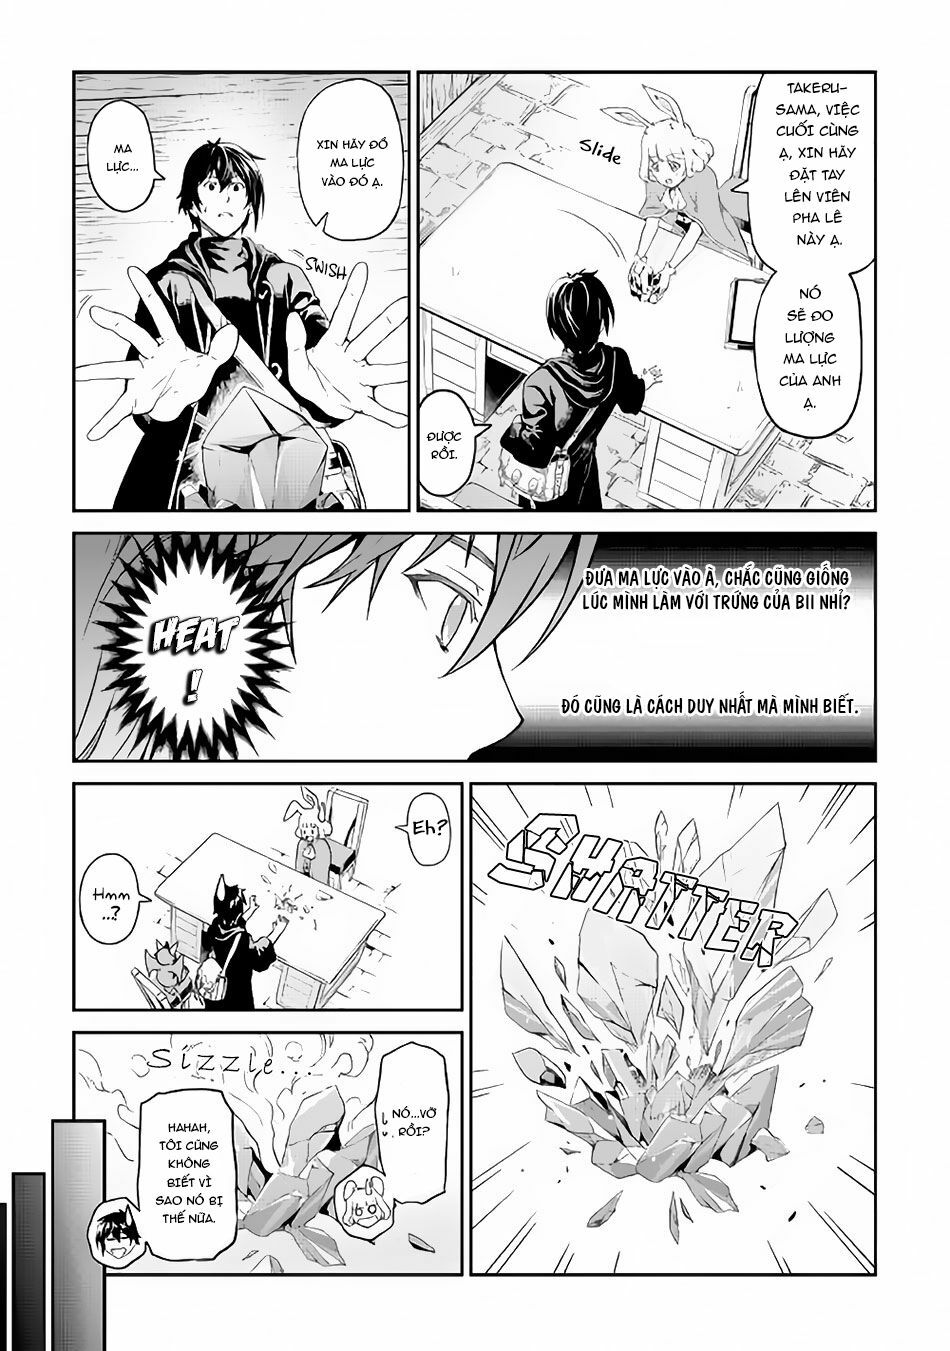 TAKERU-
SAMA, VIỆC
CUỐI CÙNG
Ạ, XIN HÃY
ĐẶT TAY
LÊN VIÊN
PHA LÊ
NÀY Ạ.
NÓ
SẼ ĐO
LƯỢNG
MA LỰC
CỦA ANH
Ạ.
Slide
ĐƯỢC
RỒI.
XIN HÃY ĐỔ
MA LỰC
VÀO ĐÓ Ạ.
MA
LỰC...
SWISH
ĐƯA MA LỰC VÀO À, CHẮC CŨNG GIỐNG
LÚC MÌNH LÀM VỚI TRỨNG CỦA BII NHỈ?
ĐÓ CŨNG LÀ CÁCH DUY NHẤT MÀ MÌNH BIẾT.
HEAT
!
SHATTER
Eh?
Hmm
...?
Sizzle...
NÓ...VỠ
RỒI?
HAHAH,
TÔI CŨNG
KHÔNG
BIẾT VÌ
SAO NÓ BỊ
THẾ NỮA.